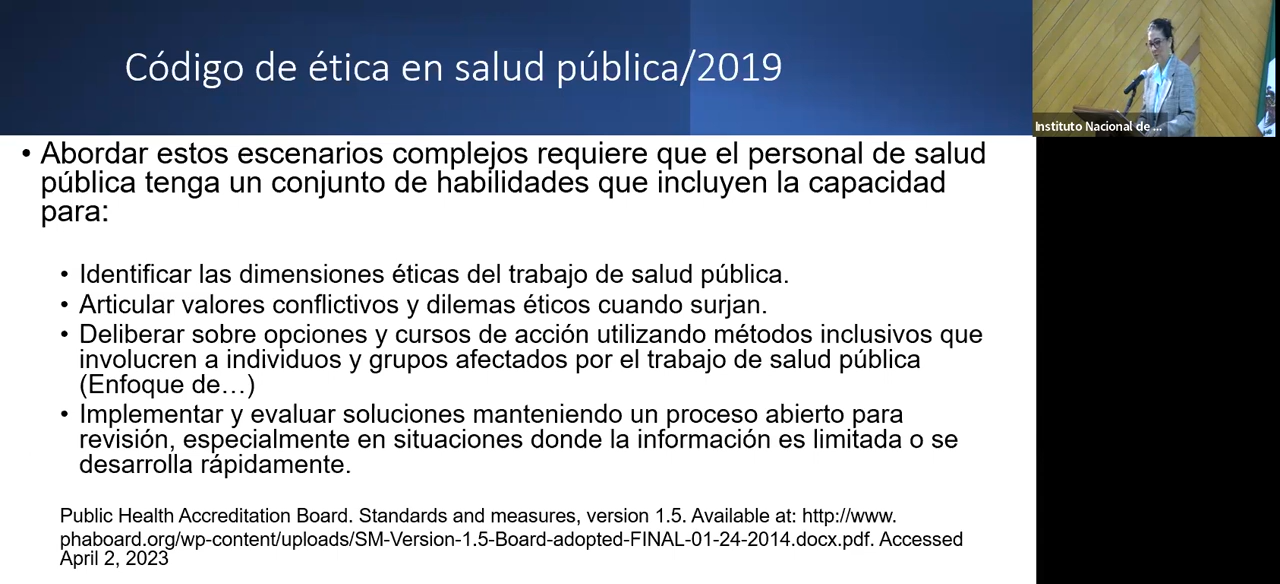 Código de ética en salud pública/2019
Instituto Nacional de ...
• Abordar estos escenarios complejos requiere que el personal de salud
pública tenga un conjunto de habilidades que incluyen la capacidad
para:
• Identificar las dimensiones éticas del trabajo de salud pública.
• Articular valores conflictivos y dilemas éticos cuando surjan.
• Deliberar sobre opciones y cursos de acción utilizando métodos inclusivos que
involucren a individuos y grupos afectados por el trabajo de salud pública
(Enfoque de…)
• Implementar y evaluar soluciones manteniendo un proceso abierto para
revisión, especialmente en situaciones donde la información es limitada o se
desarrolla rápidamente.
Public Health Accreditation Board. Standards and measures, version 1.5. Available at: http://www.
phaboard.org/wp-content/uploads/SM-Version-1.5-Board-adopted-FINAL-01-24-2014.docx.pdf. Accessed
April 2, 2023